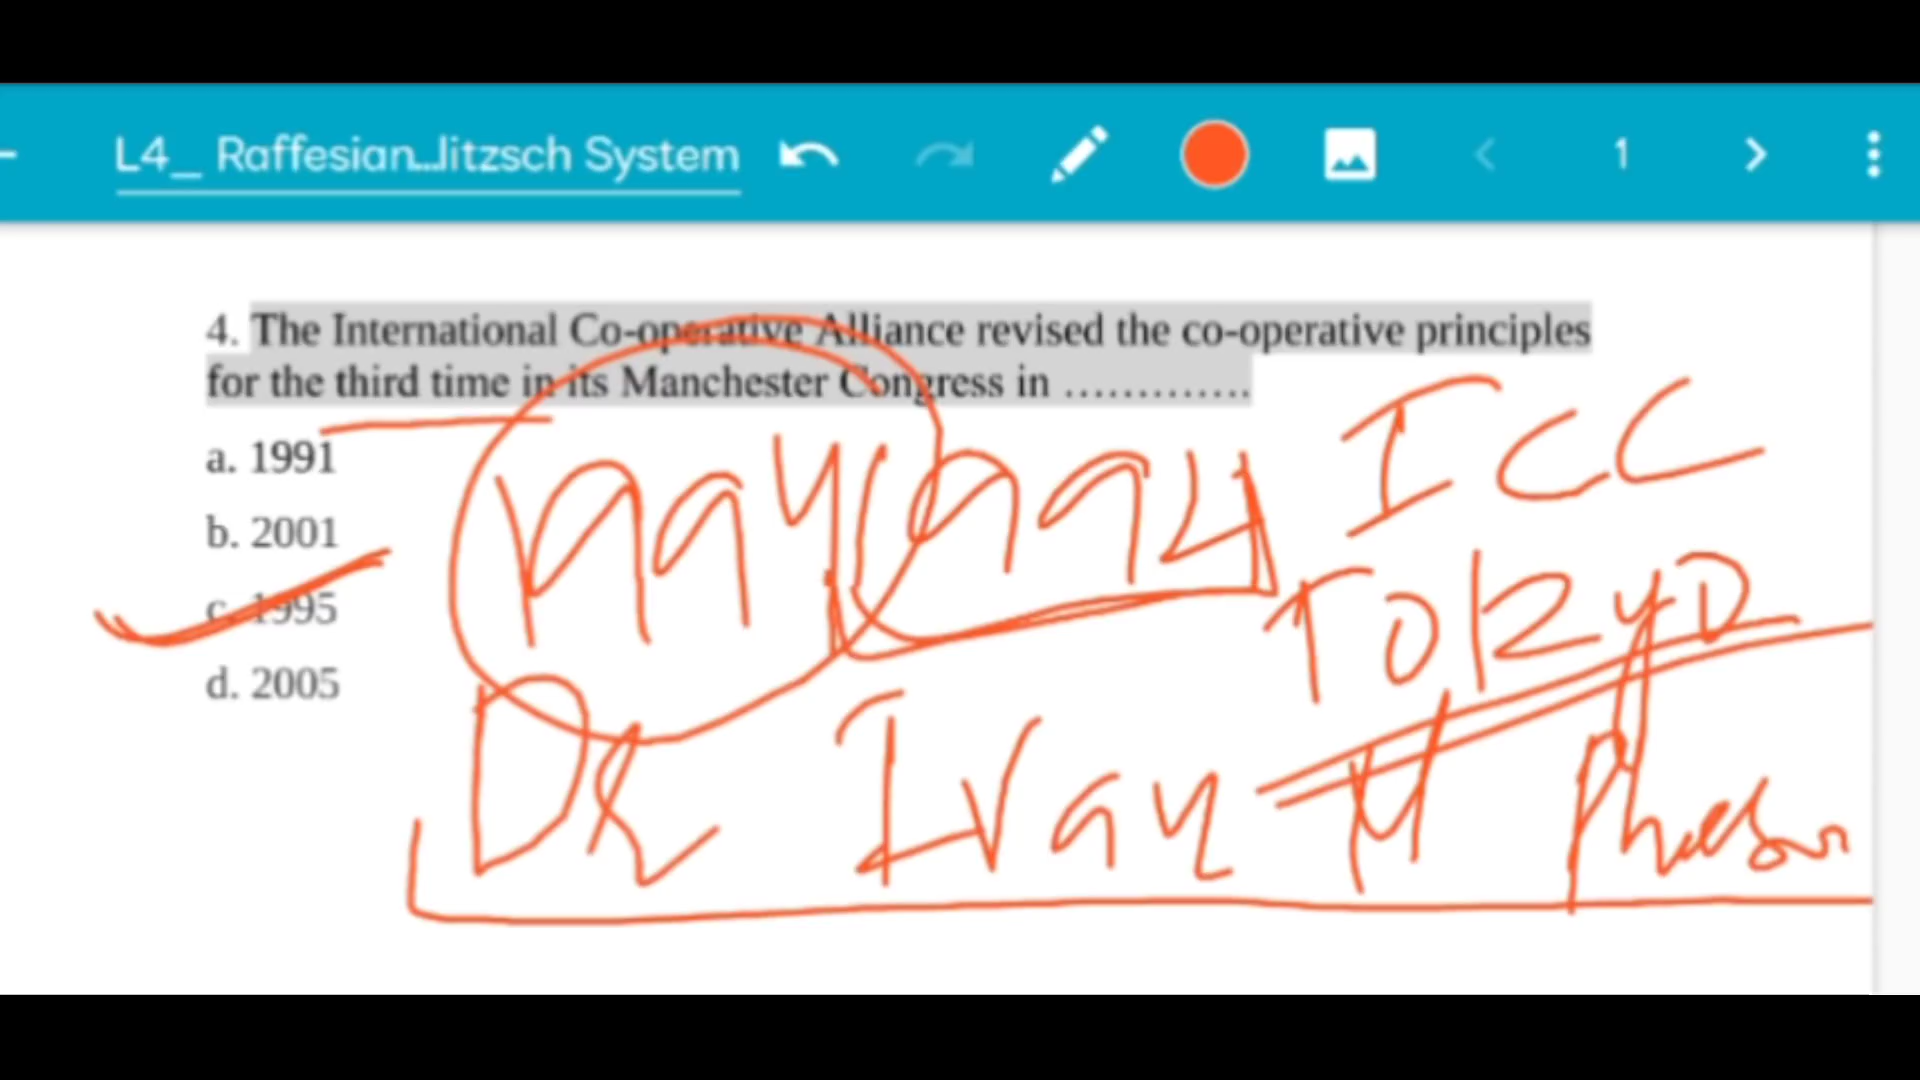 L4_ Raffesian...litzsch System
1
4. The International Co-operative Alliance revised the co-operative principles
for the third time in its Manchester Congress in .............
a. 1991
b. 2001
c. 1995
d. 2005
ICC
TOKYO
Dr Ivan